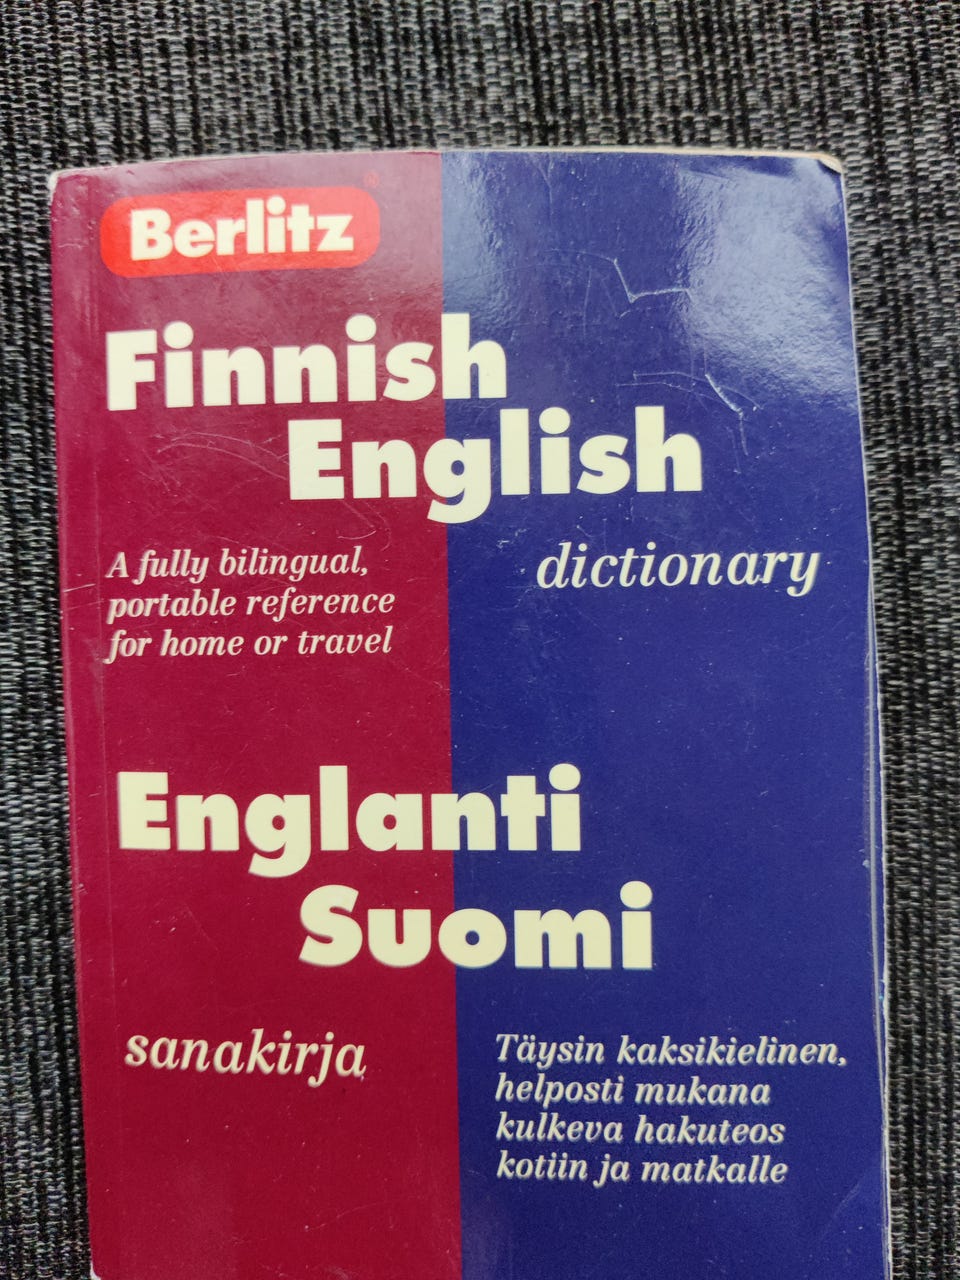 Berlitz®
Finnish
English
dictionary
A fully bilingual,
portable reference
for home or travel
Englanti
Suomi
sanakirja
Täysin kaksikielinen,
helposti mukana
kulkeva hakuteos
kotiin ja matkalle